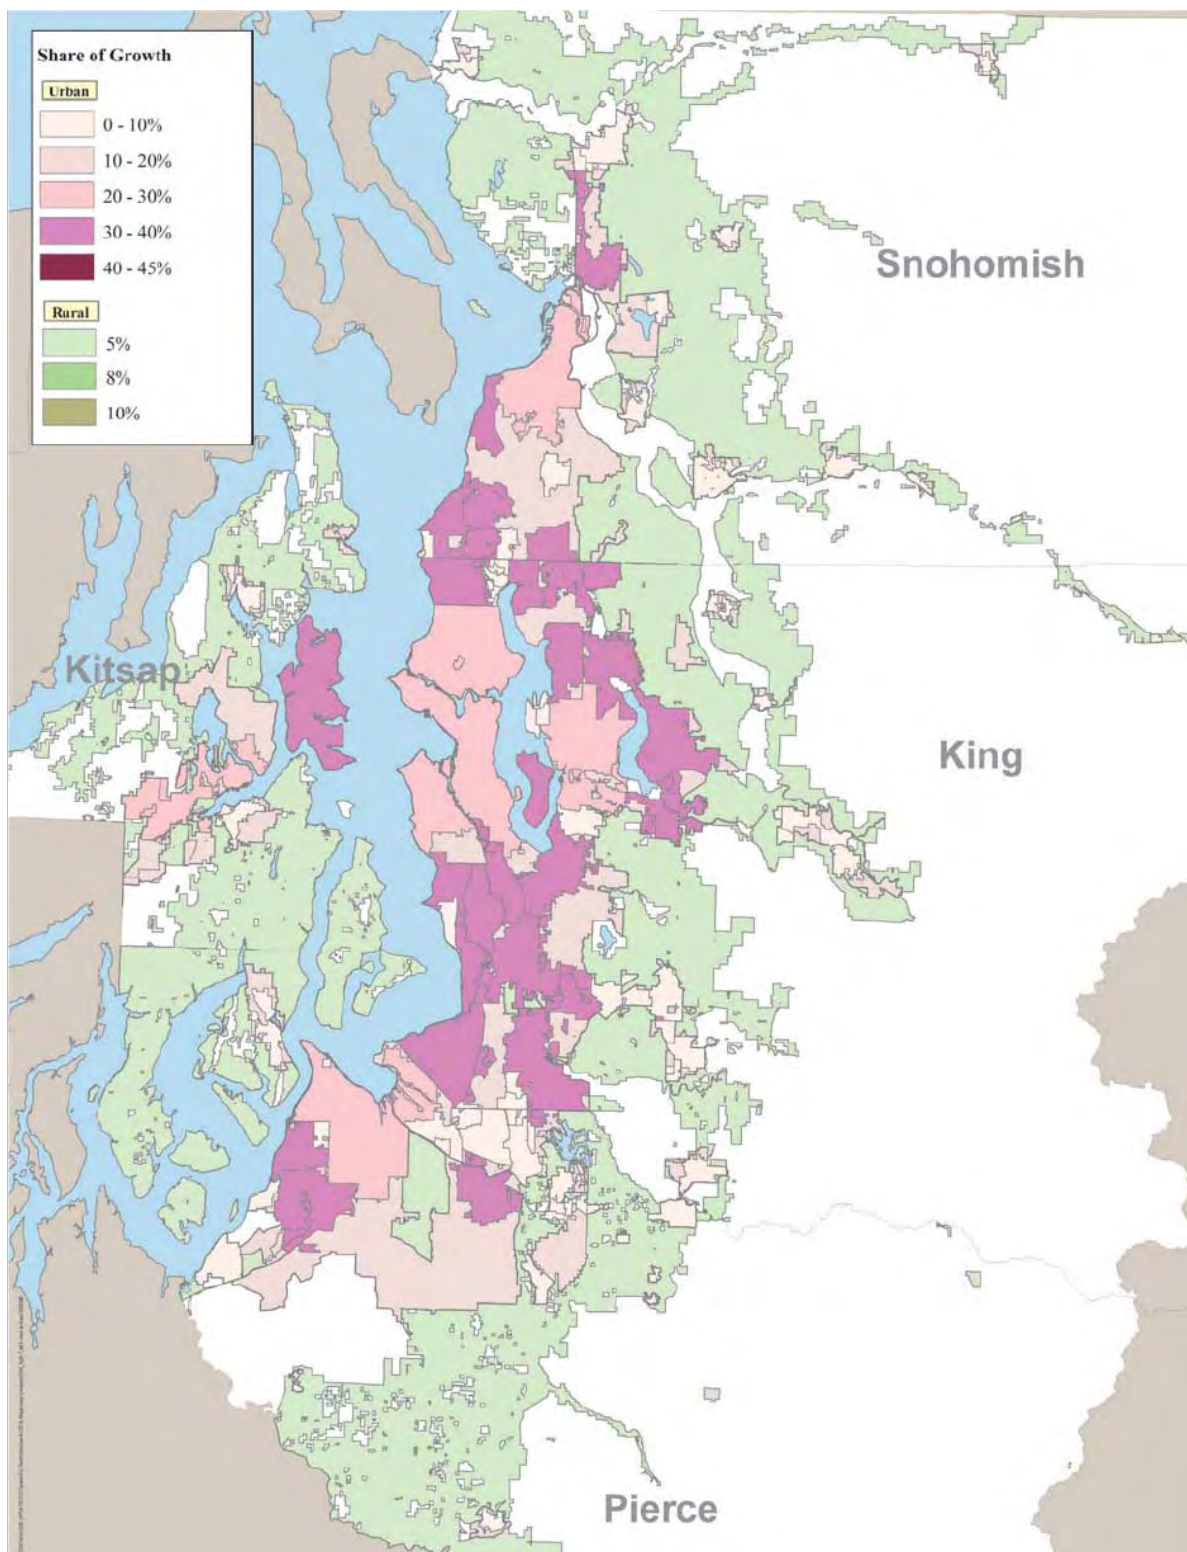 Share of Growth
Urban
0 - 10%
10 - 20%
20 - 30%
30 - 40%
40 - 45%
Rural
5%
8%
10%
Snohomish
Kitsap
King
Pierce